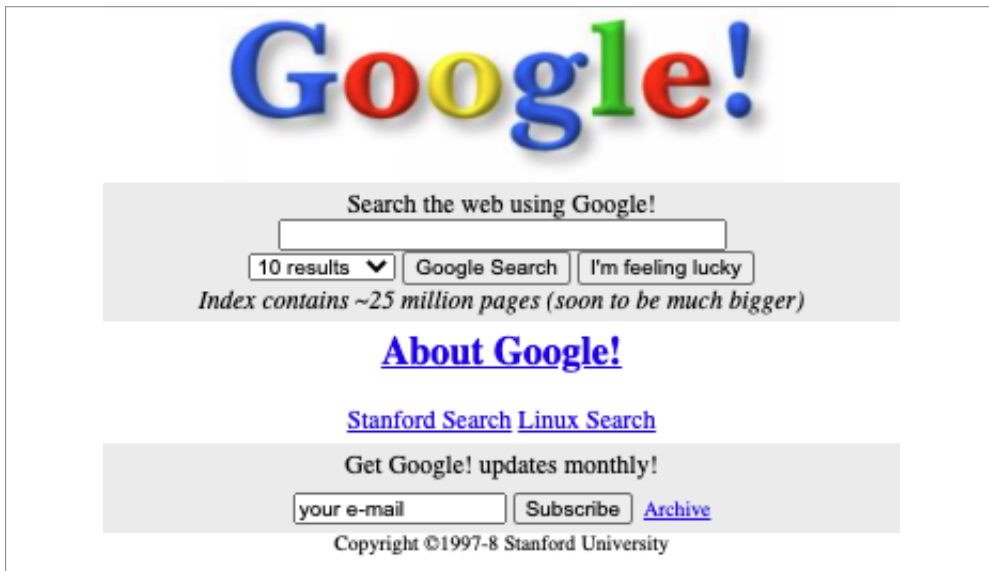 Google!
Search the web using Google!
10 results Google Search I'm feeling lucky
Index contains ~25 million pages (soon to be much bigger)
About Google!
Stanford Search Linux Search
Get Google! updates monthly!
your e-mail Subscribe Archive
Copyright ©1997-8 Stanford University